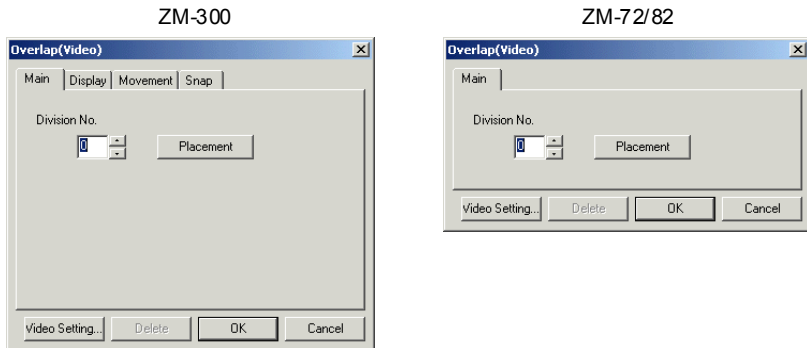 ZM-300
Overlap(Video)
Main Display Movement Snap
Division No.
0 Placement
Video Setting... Delete OK Cancel
ZM-72/82
Overlap(Video)
Main
Division No.
0 Placement
Video Setting... Delete OK Cancel